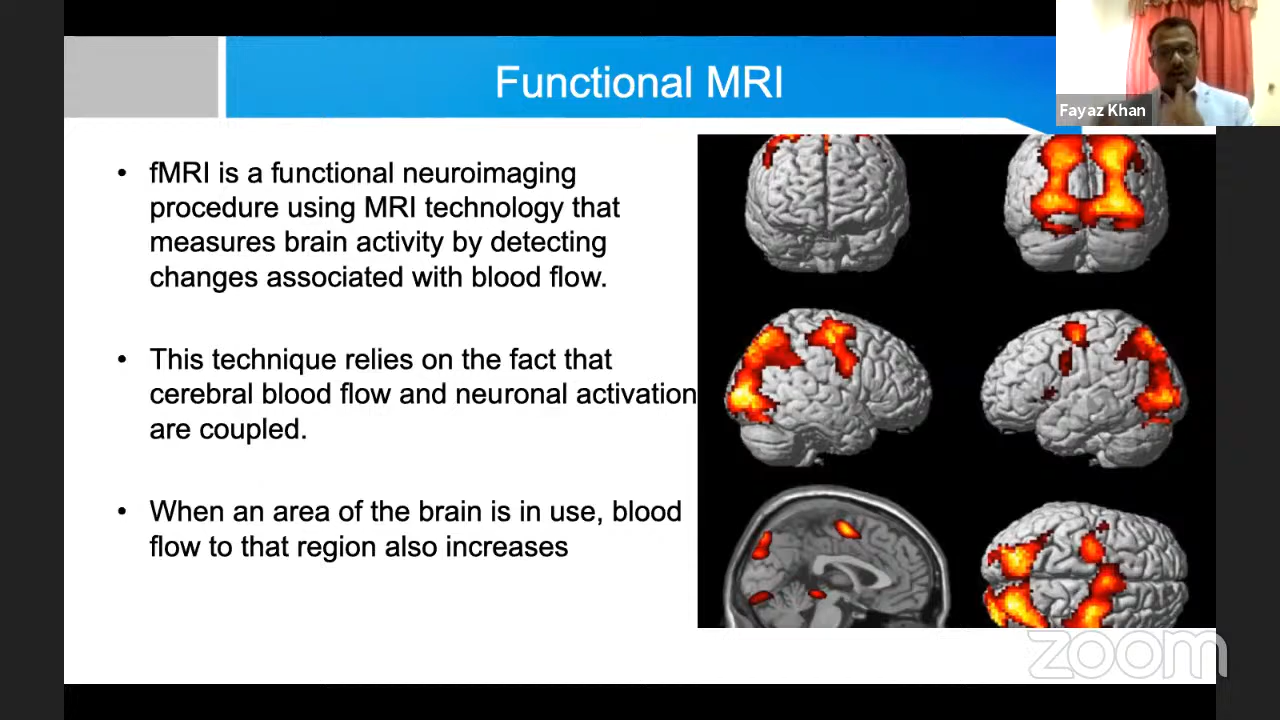 Functional MRI
Fayaz Khan
• fMRI is a functional neuroimaging
procedure using MRI technology that
measures brain activity by detecting
changes associated with blood flow.
• This technique relies on the fact that
cerebral blood flow and neuronal activation
are coupled.
• When an area of the brain is in use, blood
flow to that region also increases
zoom